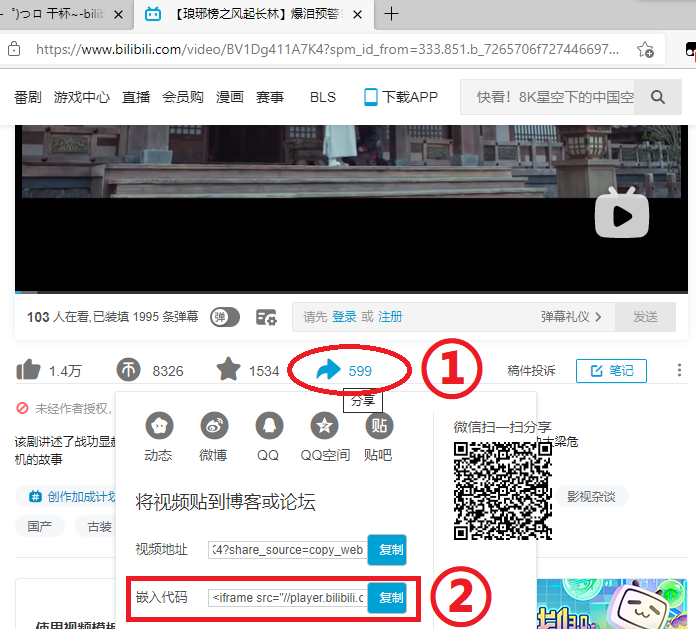 °)つロ 干杯~-bilib
【琅琊榜之风起长林】爆泪预警!
https://www.bilibili.com/video/BV1Dg411A7K4?spm_id_from=333.851.b_7265706f727446697...
番剧 游戏中心 直播 会员购 漫画 赛事 BLS 下载APP 快看！8K星空下的中国空
103 人在看,已装填 1995 条弹幕 弹 请先 登录 或 注册 弹幕礼仪 > 发送
1.4万 币 8326 1534 599 ① 稿件投诉 笔记
分享
未经作者授权，
该剧讲述了战功显赫
机的故事
大梁危
创作加成计划
国产 古装
影视杂谈
动态 微博 QQ QQ空间 贴 贴吧
微信扫一扫分享
将视频贴到博客或论坛
视频地址 K4?share_source=copy_web 复制
嵌入代码 <iframe src="//player.bilibili.c 复制 ②
使用视频模板